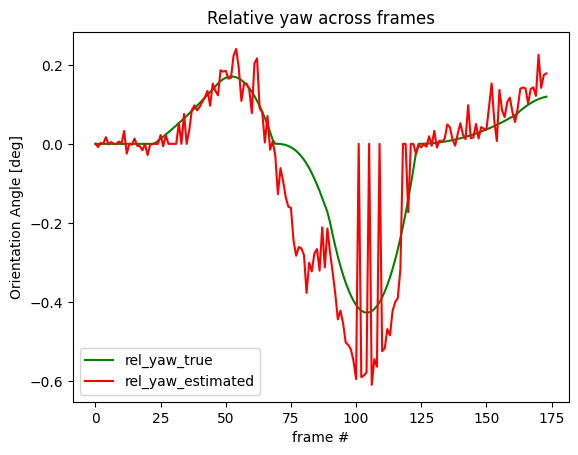 Relative yaw across frames
Orientation Angle [deg]
0.2
0.0
−0.2
−0.4
−0.6
rel_yaw_true
rel_yaw_estimated
0 25 50 75 100 125 150 175
frame #